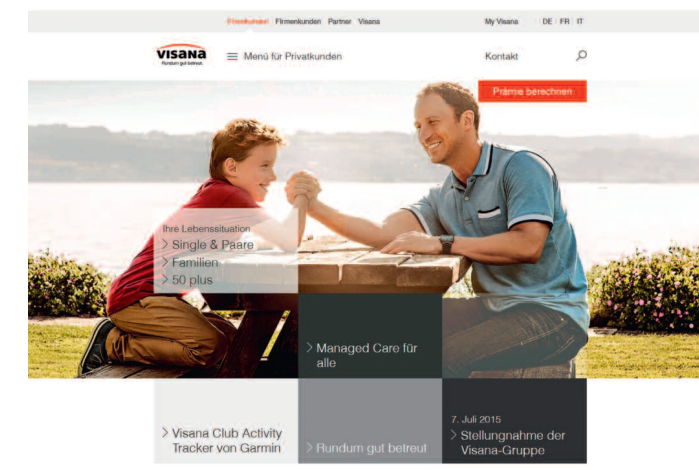 Firmenkunden Partner Visana My Visana DE FR IT
VISANA
Rundum gut betreut.
Menü für Privatkunden
Kontakt
Prämie berechnen
Ihre Lebenssituation
> Single & Paare
> Familien
> 50 plus
> Managed Care für
alle
> Visana Club Activity
Tracker von Garmin
> Rundum gut betreut
7. Juli 2015
> Stellungnahme der
Visana-Gruppe